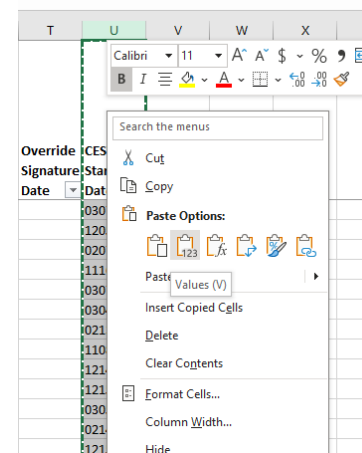 T U V W X
Calibri 11 A^ A˅ $ % 9
B I A .00 .00
Search the menus
Override CES
Signature Star
Date Dat
Cut
Copy
Paste Options:
123 fx
Paste
Values (V)
Insert Copied Cells
Delete
Clear Contents
Format Cells...
Column Width...
Hide
030
120
020
111
030
030
021
110
121
121
030
021
121